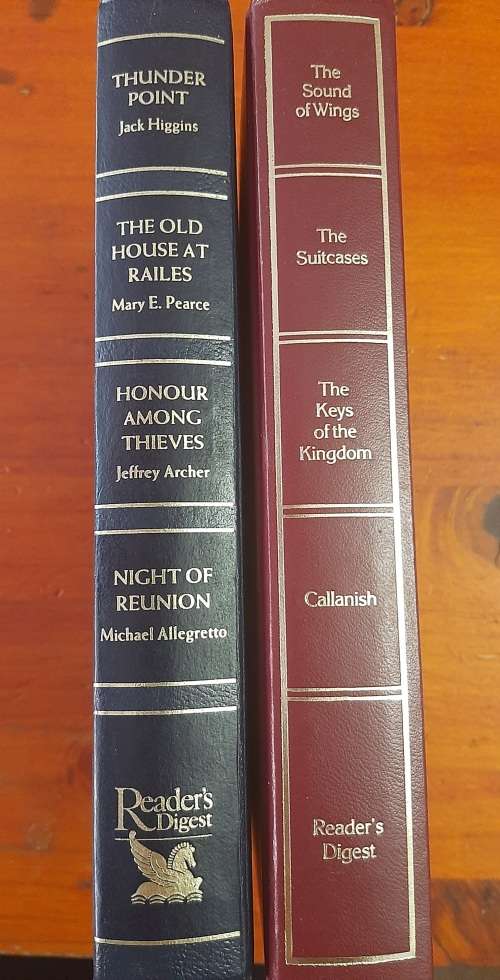 THUNDER
POINT
Jack Higgins
THE OLD
HOUSE AT
RAILES
Mary E. Pearce
HONOUR
AMONG
THIEVES
Jeffrey Archer
NIGHT OF
REUNION
Michael Allegretto
Reader's
Digest
The
Sound
of Wings
The
Suitcases
The
Keys
of the
Kingdom
Callanish
Reader's
Digest